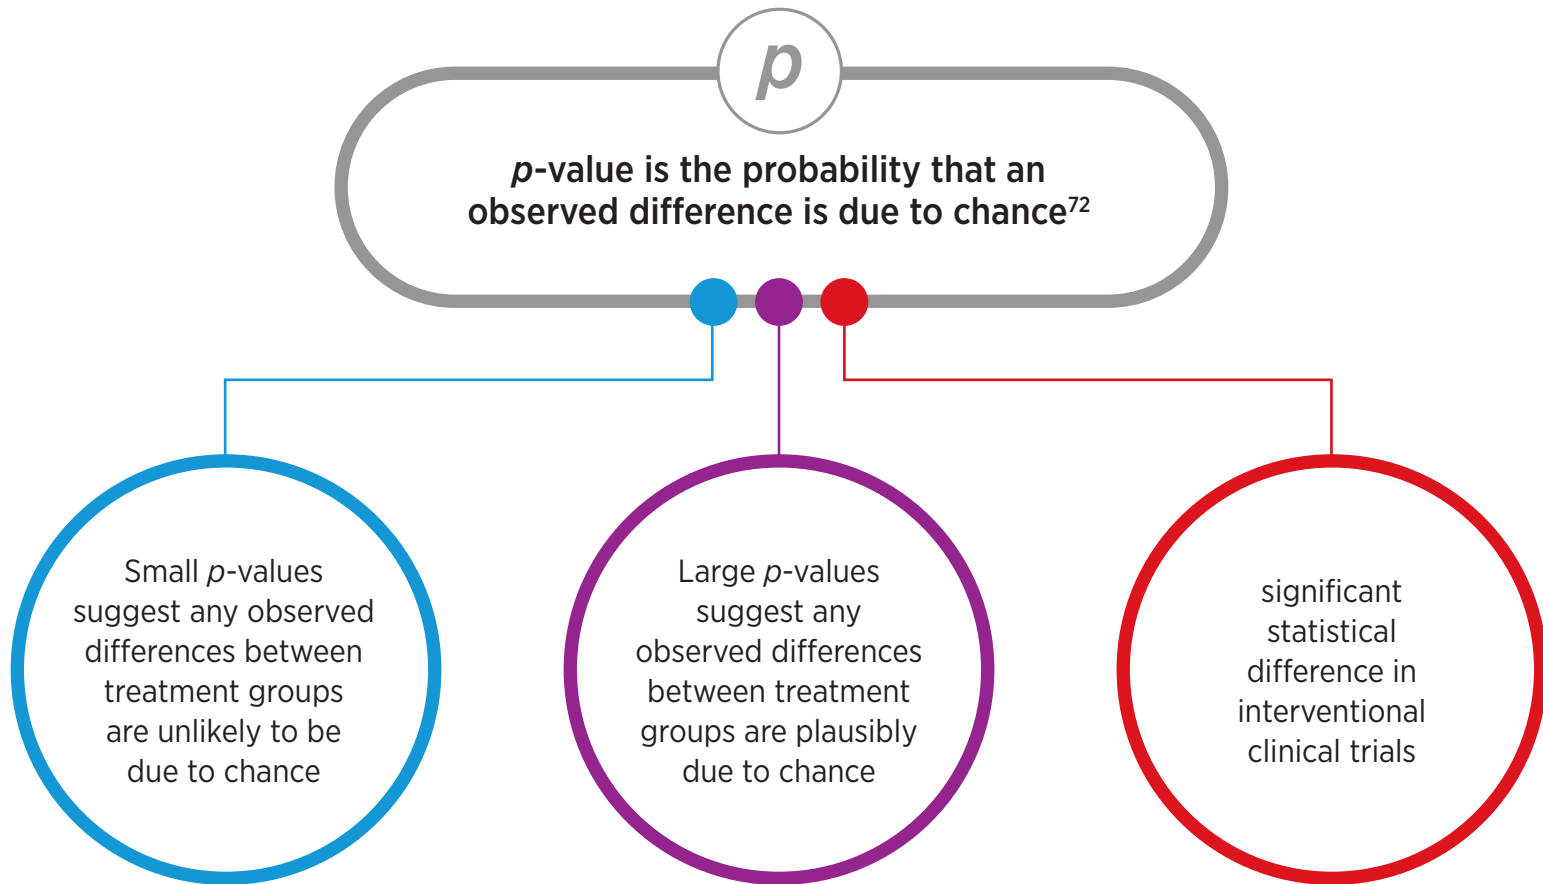 p
p-value is the probability that an
observed difference is due to chance72
Small p-values
suggest any observed
differences between
treatment groups
are unlikely to be
due to chance
Large p-values
suggest any
observed differences
between treatment
groups are plausibly
due to chance
significant
statistical
difference in
interventional
clinical trials